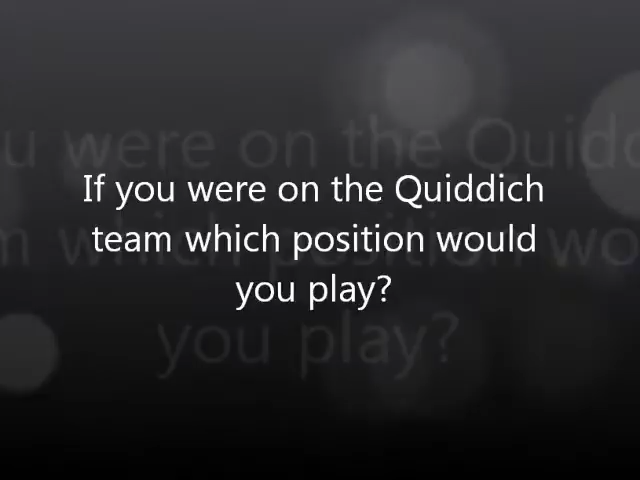 If you were on the Quiddich
team which position would
you play?